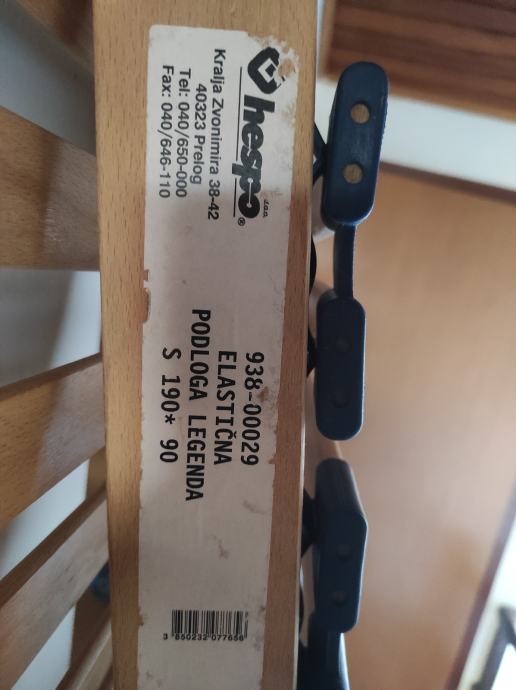 hespo® d.o.o.
Kralja Zvonimira 38-42
40323 Prelog
Tel: 040/650-000
Fax: 040/646-110
938-00029
ELASTIČNA
PODLOGA LEGENDA
S 190* 90
3 850232 077656